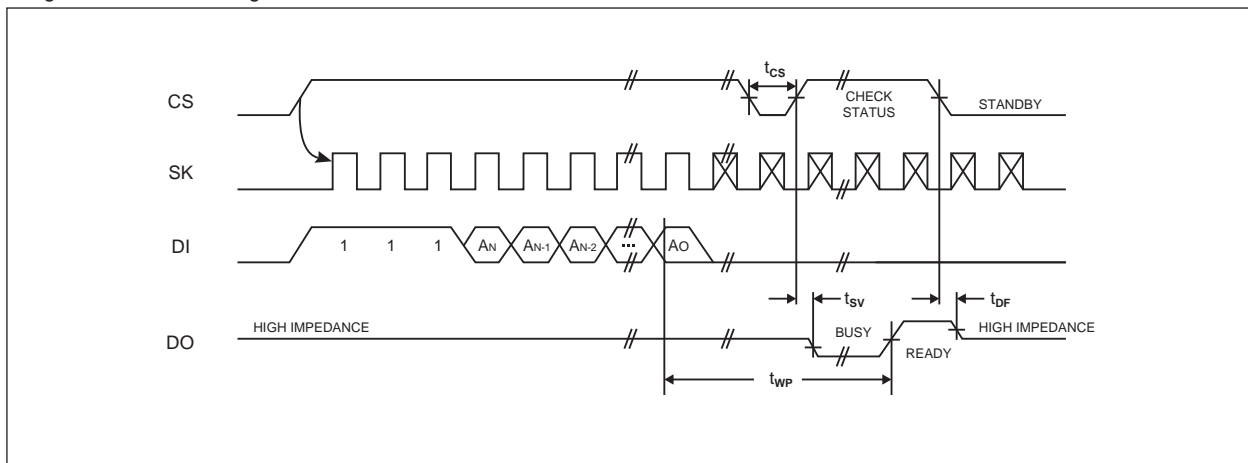 tCS
CS
CHECK
STATUS
STANDBY
SK
DI
1 1 1 AN AN-1 AN-2 ... AO
tSV
tDF
DO
HIGH IMPEDANCE
BUSY
READY
HIGH IMPEDANCE
tWP